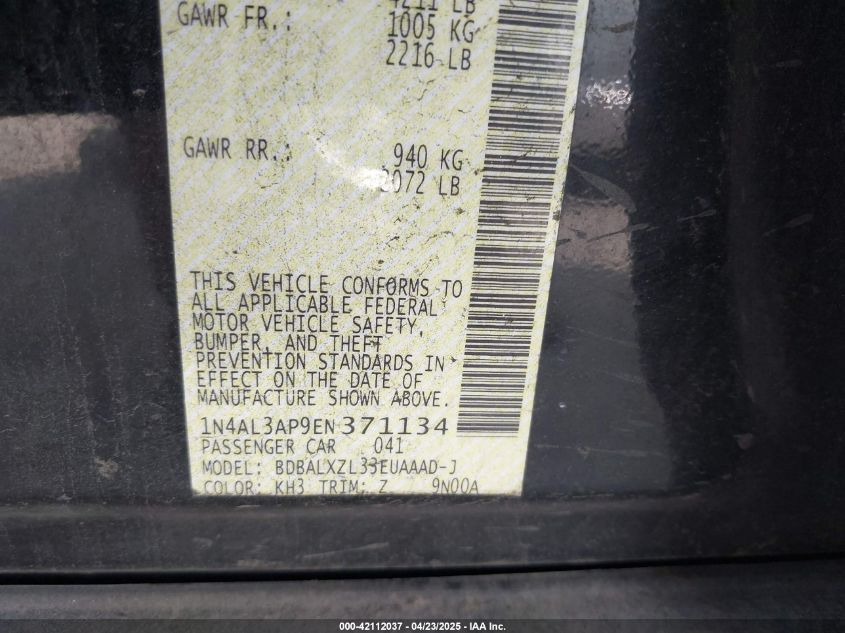 4211 LB
GAWR FR.: 1005 KG
2216 LB
GAWR RR.: 940 KG
2072 LB
THIS VEHICLE CONFORMS TO
ALL APPLICABLE FEDERAL
MOTOR VEHICLE SAFETY,
BUMPER, AND THEFT
PREVENTION STANDARDS IN
EFFECT ON THE DATE OF
MANUFACTURE SHOWN ABOVE.
1N4AL3AP9EN371134
PASSENGER CAR 041
MODEL: BDBALXZL33EUAAAD-J
COLOR: KH3 TRIM: Z 9N00A
000-42112037 - 04/23/2025 - IAA Inc.